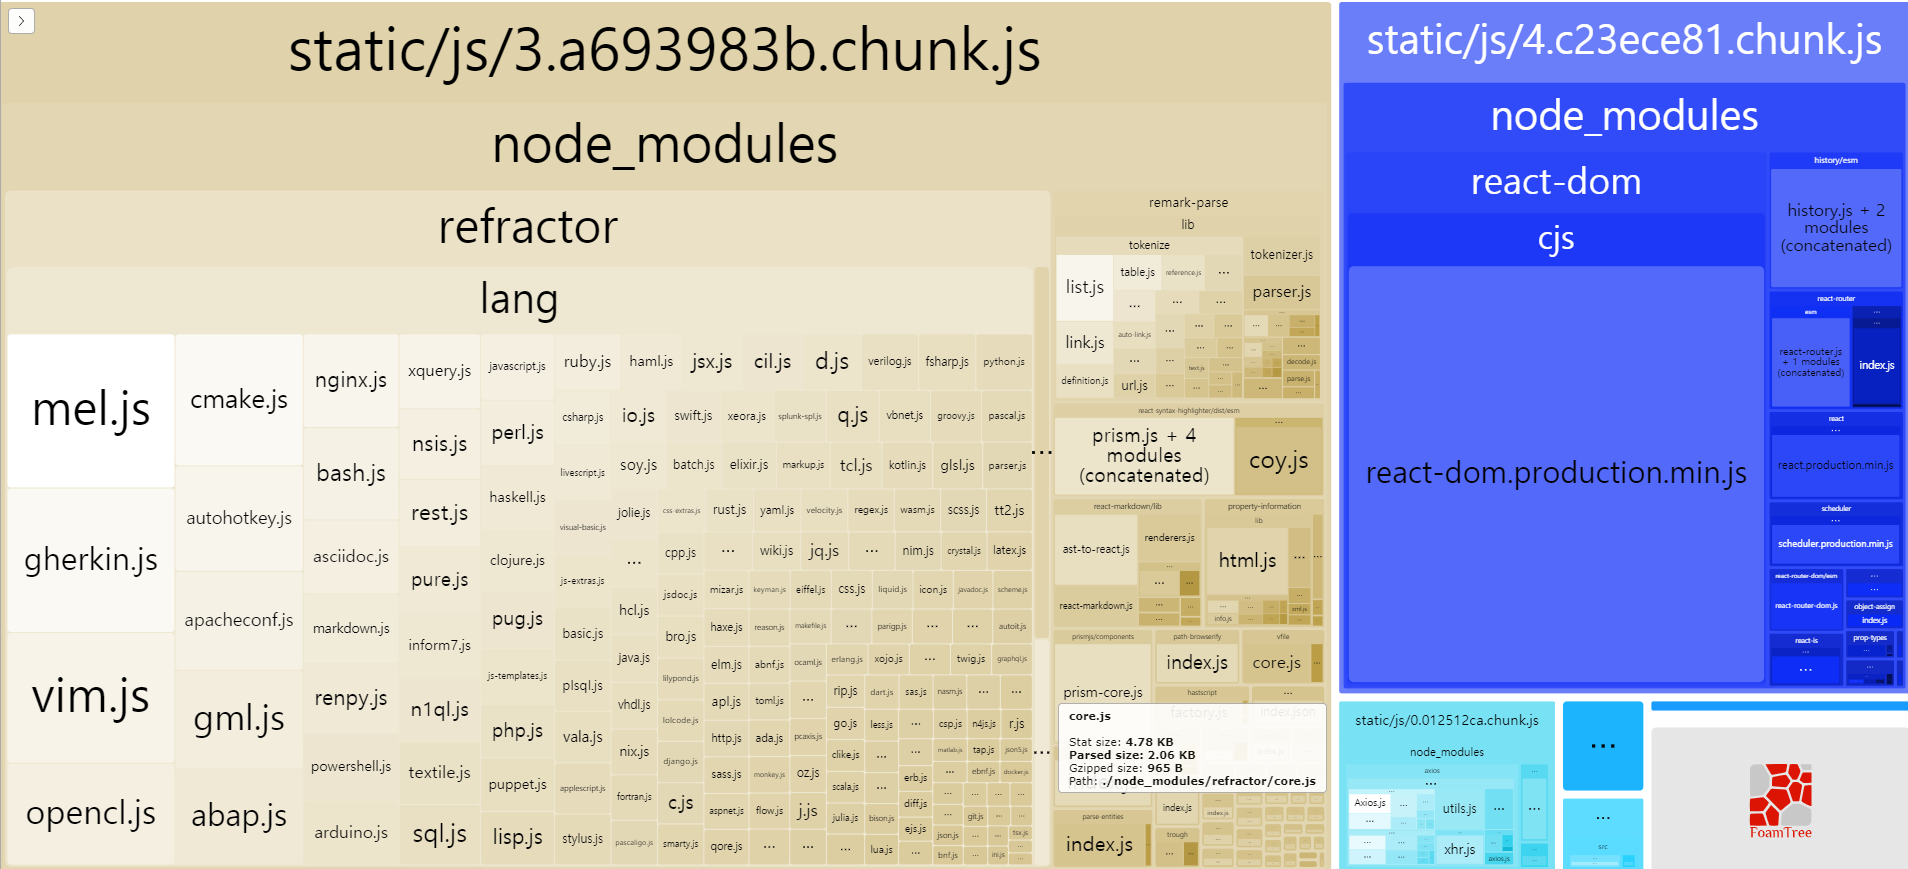 static/js/3.a693983b.chunk.js
node_modules
refractor
lang
mel.js
gherkin.js
vim.js
opencl.js
cmake.js
autohotkey.js
apacheconf.js
gml.js
abap.js
nginx.js
bash.js
asciidoc.js
markdown.js
renpy.js
powershell.js
arduino.js
xquery.js
nsis.js
rest.js
pure.js
inform7.js
n1ql.js
textile.js
sql.js
javascript.js
perl.js
haskell.js
clojure.js
pug.js
js-templates.js
php.js
puppet.js
lisp.js
ruby.js
csharp.js
livescript.js
visual-basic.js
js-extras.js
basic.js
plsql.js
vala.js
applescript.js
stylus.js
haml.js
jsx.js
cil.js
d.js
verilog.js
fsharp.js
python.js
io.js
swift.js
xeora.js
splunk-spl.js
q.js
vbnet.js
groovy.js
pascal.js
soy.js
batch.js
elixir.js
markup.js
tcl.js
kotlin.js
glsl.js
parser.js
jolie.js
...
hcl.js
java.js
vhdl.js
nix.js
fortran.js
pascaligo.js
css-extras.js
cpp.js
jsdoc.js
bro.js
lilypond.js
lolcode.js
django.js
c.js
smarty.js
rust.js
yaml.js
velocity.js
regex.js
wasm.js
scss.js
tt2.js
...
wiki.js
jq.js
...
nim.js
crystal.js
latex.js
mizar.js
keyman.js
eiffel.js
css.js
liquid.js
icon.js
javadoc.js
scheme.js
haxe.js
reason.js
makefile.js
...
parigp.js
...
...
autoit.js
elm.js
abnf.js
ocaml.js
erlang.js
xojo.js
...
twig.js
graphql.js
apl.js
toml.js
...
rip.js
dart.js
sas.js
nasm.js
...
...
http.js
ada.js
pcaxis.js
go.js
less.js
...
csp.js
n4js.js
r.js
sass.js
monkey.js
oz.js
clike.js
...
...
matlab.js
tap.js
json5.js
aspnet.js
flow.js
j.js
scala.js
...
erb.js
...
ebnf.js
docker.js
qore.js
...
...
julia.js
bison.js
diff.js
...
...
...
...
lua.js
ejs.js
...
git.js
...
...
json.js
...
...
tsx.js
...
bnf.js
...
ini.js
...
...
...
remark-parse
lib
tokenize
list.js
table.js
reference.js
...
link.js
auto-link.js
definition.js
url.js
text.js
tokenizer.js
parser.js
decode.js
parse.js
react-syntax-highlighter/dist/esm
prism.js + 4
modules
(concatenated)
...
coy.js
react-markdown/lib
ast-to-react.js
renderers.js
...
react-markdown.js
property-information
lib
html.js
...
info.js
xml.js
prismjs/components
prism-core.js
path-browserify
index.js
vfile
core.js
...
hastscript
factory.js
...
index.json
core.js
Stat size: 4.78 KB
Parsed size: 2.06 KB
Gzipped size: 965 B
Path: ./node_modules/refractor/core.js
index.js
index.js
parse-entities
index.js
trough
...
static/js/4.c23ece81.chunk.js
node_modules
react-dom
cjs
react-dom.production.min.js
history/esm
history.js + 2
modules
(concatenated)
react-router
esm
react-router.js
+ 1 modules
(concatenated)
...
...
index.js
react
...
react.production.min.js
scheduler
...
scheduler.production.min.js
react-router-dom/esm
react-router-dom.js
...
...
object-assign
index.js
react-is
...
...
prop-types
...
...
static/js/0.012512ca.chunk.js
node_modules
axios
Axios.js
...
...
utils.js
...
xhr.js
axios.js
...
...
...
...
src
...
FoamTree